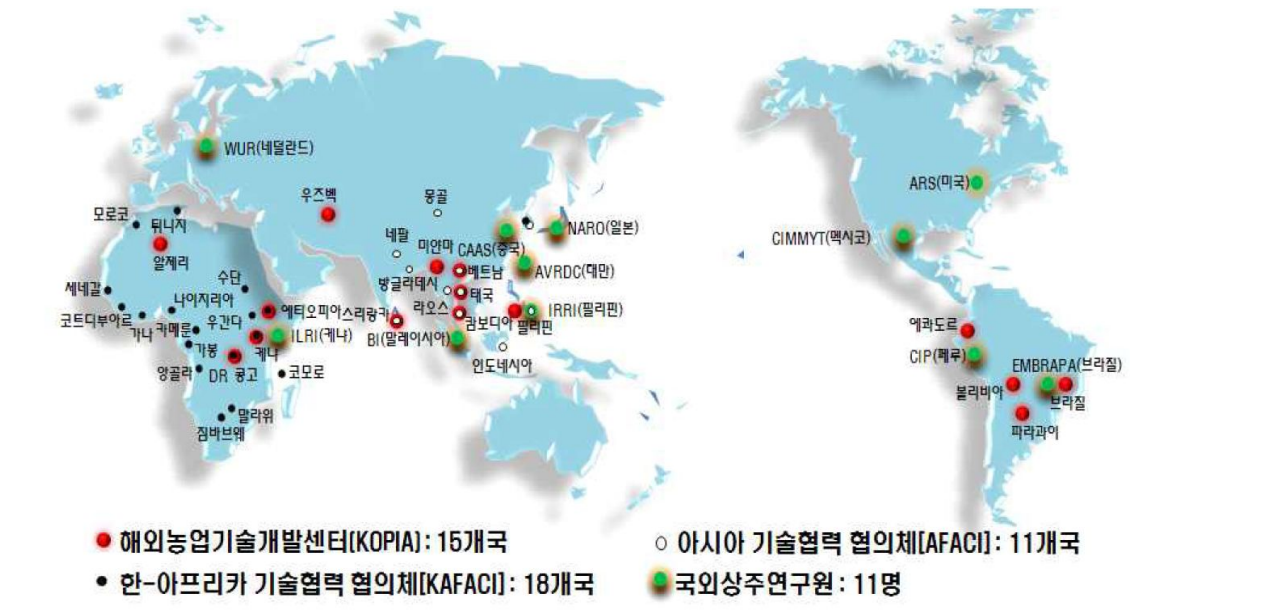 WUR(네덜란드)
우즈벡
몽골
모로코
튀니지
알제리
네팔
미얀마
CAAS(중국)
NARO(일본)
AVRDC(대만)
베트남
방글라데시
태국
수단
세네갈
나이지리아
에티오피아
스리랑카
라오스
캄보디아
필리핀
IRRI(필리핀)
코트디부아르
가나
카메룬
우간다
ILRI(케냐)
BI(말레이시아)
가봉
케냐
인도네시아
앙골라
DR 콩고
코모로
말라위
짐바브웨
ARS(미국)
CIMMYT(멕시코)
에콰도르
CIP(페루)
EMBRAPA(브라질)
볼리비아
브라질
파라과이
해외농업기술개발센터[KOPIA] : 15개국
아시아 기술협력 협의체[AFACI] : 11개국
한-아프리카 기술협력 협의체[KAFACI] : 18개국
국외상주연구원 : 11명